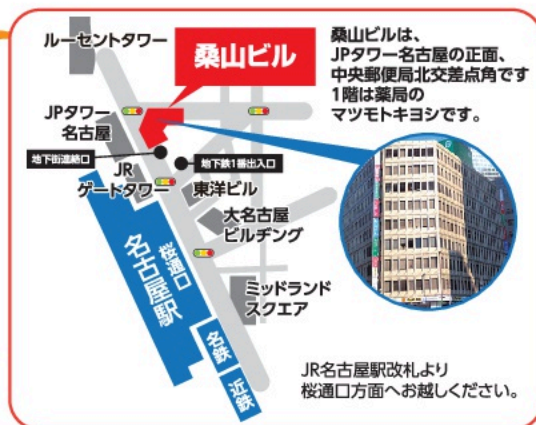 ルーセントタワー
桑山ビル
桑山ビルは、
JPタワー名古屋の正面、
中央郵便局北交差点角です
1階は薬局の
マツモトキヨシです。
JPタワー
名古屋
地下街連絡口
地下鉄1番出入口
JR
ゲートタワー
東洋ビル
大名古屋
ビルヂング
桜通口
名古屋駅
ミッドランド
スクエア
名鉄
近鉄
JR名古屋駅改札より
桜通口方面へお越しください。